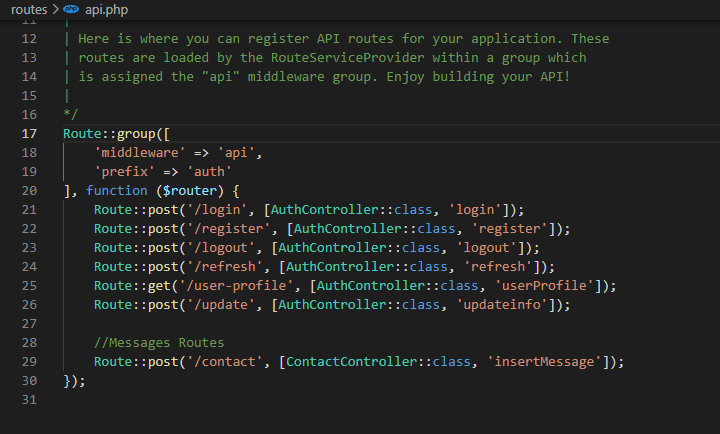 routes > api.php
11 |
12 | Here is where you can register API routes for your application. These
13 | routes are loaded by the RouteServiceProvider within a group which
14 | is assigned the "api" middleware group. Enjoy building your API!
15 |
16 */
17 Route::group([
18     'middleware' => 'api',
19     'prefix' => 'auth'
20 ], function ($router) {
21     Route::post('/login', [AuthController::class, 'login']);
22     Route::post('/register', [AuthController::class, 'register']);
23     Route::post('/logout', [AuthController::class, 'logout']);
24     Route::post('/refresh', [AuthController::class, 'refresh']);
25     Route::get('/user-profile', [AuthController::class, 'userProfile']);
26     Route::post('/update', [AuthController::class, 'updateinfo']);
27
28     //Messages Routes
29     Route::post('/contact', [ContactController::class, 'insertMessage']);
30 });
31